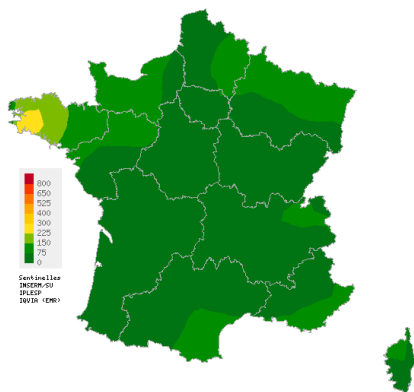 800
650
525
400
300
225
150
75
0
Sentinelles
INSERM/SU
IPLESP
IQVIA (EMR)